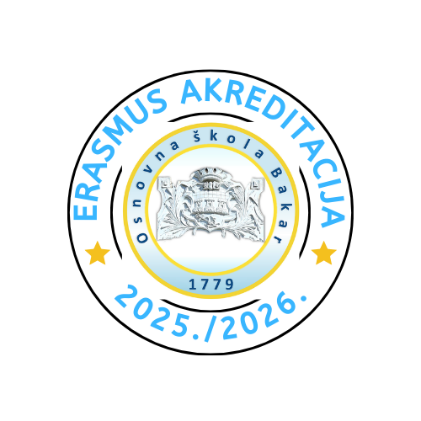 ERASMUS AKREDITACIJA
Osnovna škola Bakar
1779
2025./2026.